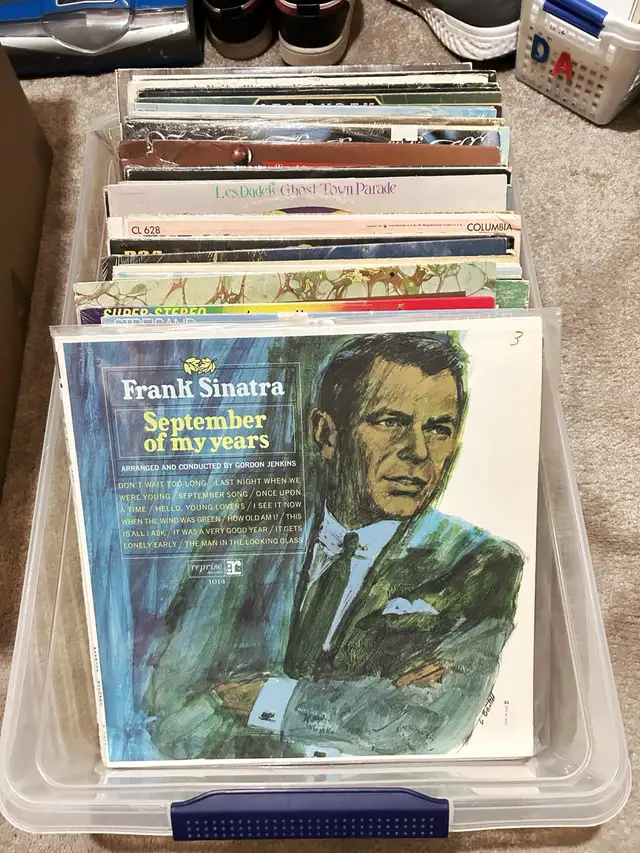 DA
LES DUDEK
Les Dudek Ghost Town Parade
CL 628
COLUMBIA
SUPER STEREO
3
Frank Sinatra
September
of my years
ARRANGED AND CONDUCTED BY GORDON JENKINS
DON'T WAIT TOO LONG / LAST NIGHT WHEN WE
WERE YOUNG / SEPTEMBER SONG / ONCE UPON
A TIME / HELLO, YOUNG LOVERS / I SEE IT NOW
WHEN THE WIND WAS GREEN / HOW OLD AM I? / THIS
IS ALL I ASK / IT WAS A VERY GOOD YEAR / IT GETS
LONELY EARLY / THE MAN IN THE LOOKING GLASS
reprise
1014